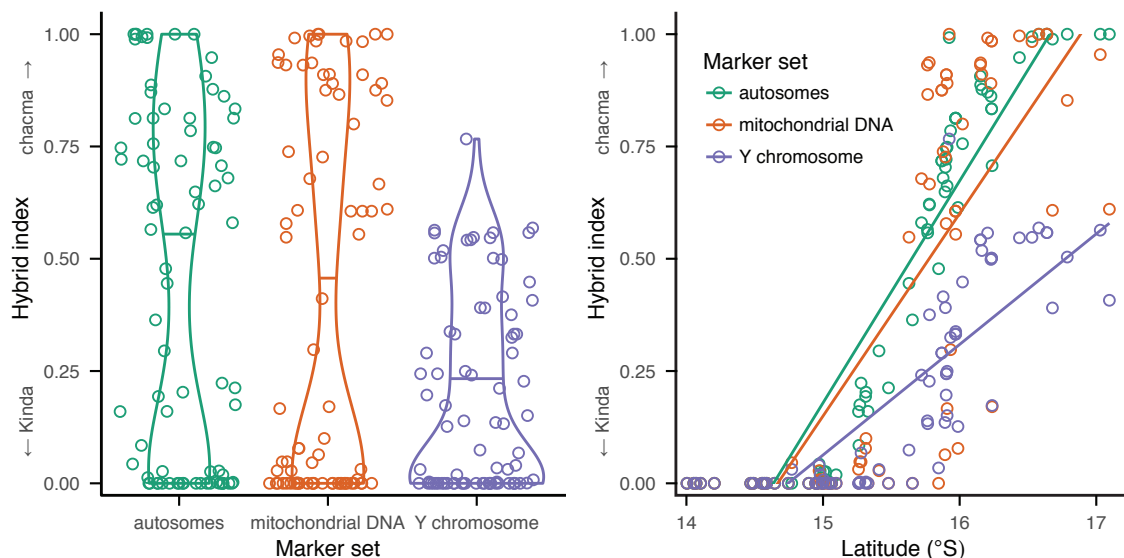 1.00
0.75
0.50
0.25
0.00
chacma →
Hybrid index
← Kinda
autosomes
mitochondrial DNA
Y chromosome
Marker set
1.00
0.75
0.50
0.25
0.00
chacma →
Hybrid index
← Kinda
Marker set
autosomes
mitochondrial DNA
Y chromosome
14
15
16
17
Latitude (°S)